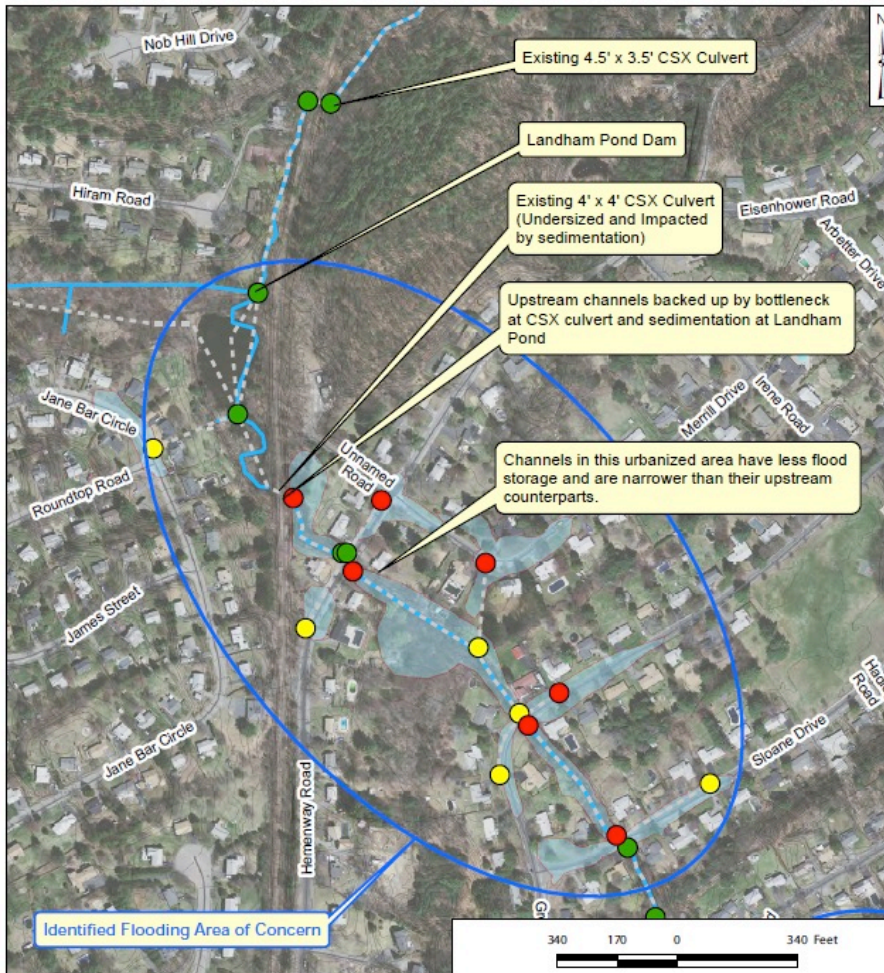 Nob Hill Drive
N
Existing 4.5' x 3.5' CSX Culvert
Landham Pond Dam
Hiram Road
Existing 4' x 4' CSX Culvert
(Undersized and Impacted
by sedimentation)
Eisenhower Road
Arbetter Drive
Upstream channels backed up by bottleneck
at CSX culvert and sedimentation at Landham
Pond
Jane Bar Circle
Merrill Drive
Irene Road
Roundtop Road
Unnamed
Road
Channels in this urbanized area have less flood
storage and are narrower than their upstream
counterparts.
James Street
Road
Sloane Drive
Jane Bar Circle
Hemenway Road
Identified Flooding Area of Concern
340 170 0 340 Feet